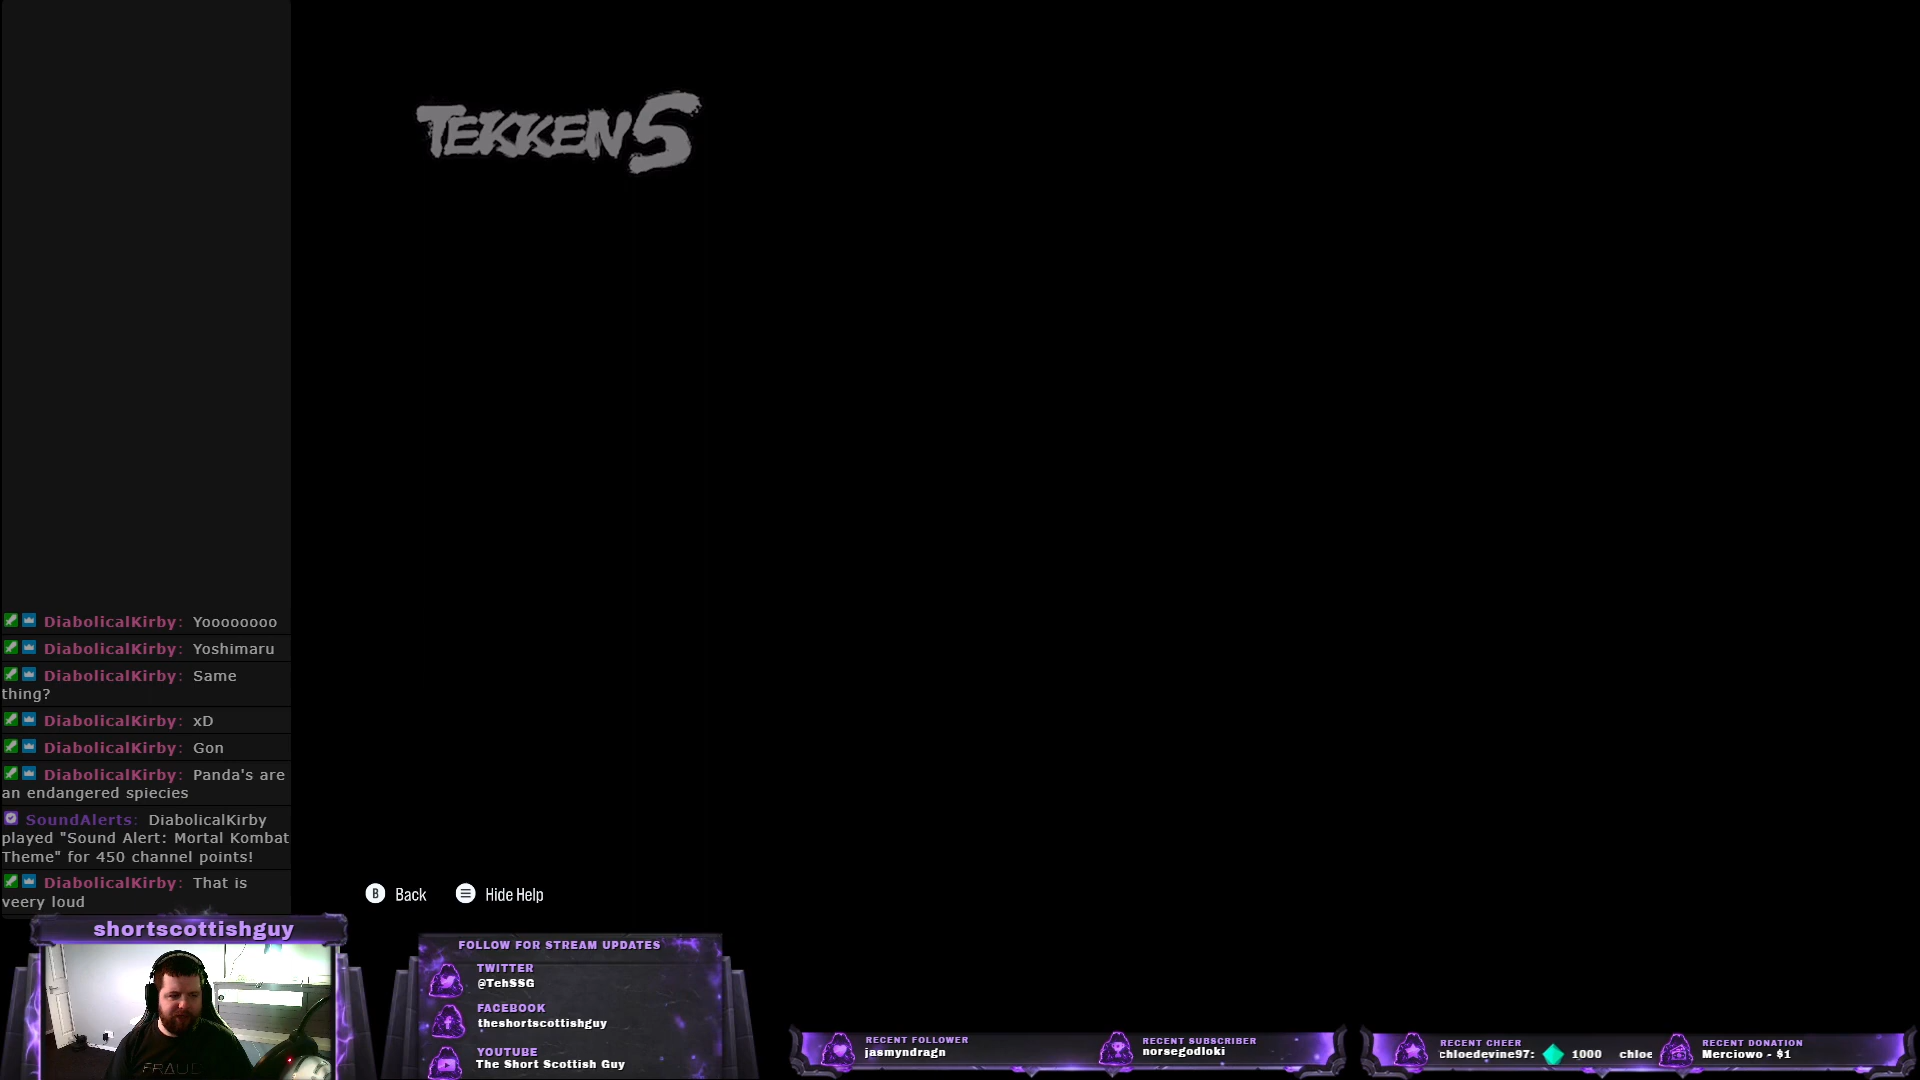 TEKKEN 5
DiabolicalKirby: Yoooooooo
DiabolicalKirby: Yoshimaru
DiabolicalKirby: Same
thing?
DiabolicalKirby: xD
DiabolicalKirby: Gon
DiabolicalKirby: Panda's are
an endangered spiecies
SoundAlerts: DiabolicalKirby
played "Sound Alert: Mortal Kombat
Theme" for 450 channel points!
DiabolicalKirby: That is
veery loud
B Back
Hide Help
shortscottishguy
FRAUD
FOLLOW FOR STREAM UPDATES
TWITTER
@TehSSG
FACEBOOK
theshortscottishguy
YOUTUBE
The Short Scottish Guy
RECENT FOLLOWER
jasmyndragn
RECENT SUBSCRIBER
norsegodloki
RECENT CHEER
chloedevine97: 1000 chloe
RECENT DONATION
Merciowo - $1